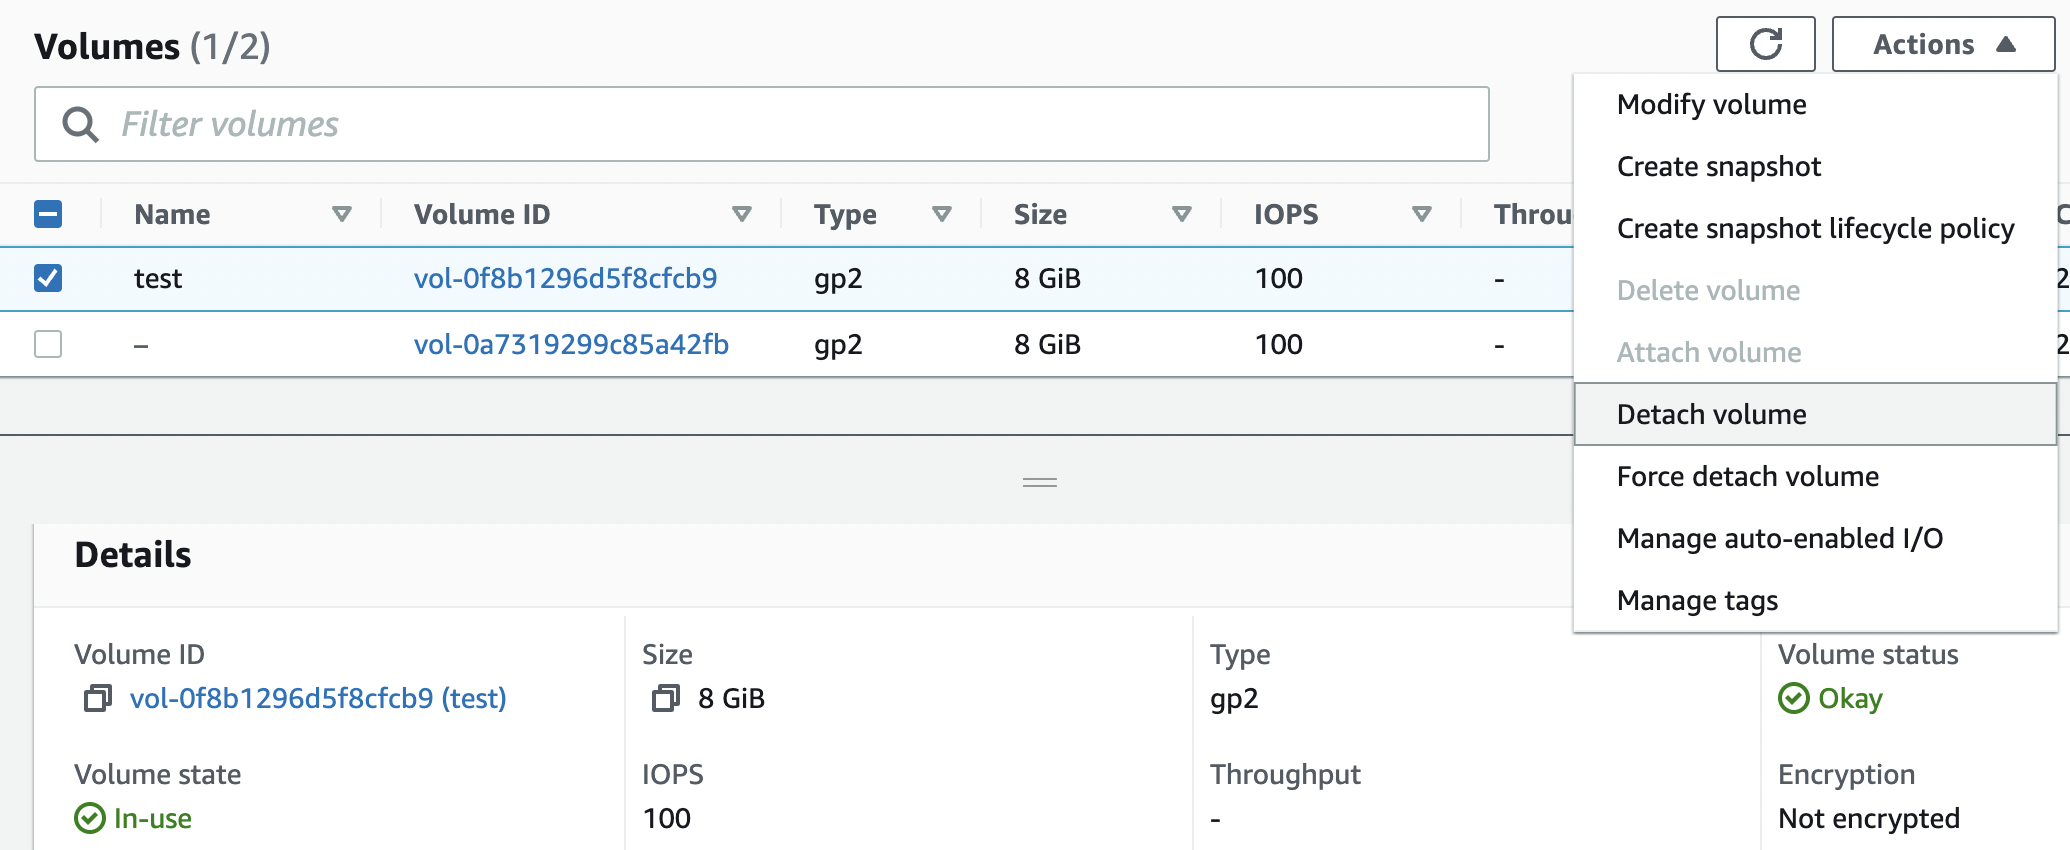 Volumes (1/2)
Actions
Filter volumes
Modify volume
Create snapshot
Create snapshot lifecycle policy
Delete volume
Attach volume
Detach volume
Force detach volume
Manage auto-enabled I/O
Manage tags
Name Volume ID Type Size IOPS Throu
test vol-0f8b1296d5f8cfcb9 gp2 8 GiB 100 -
– vol-0a7319299c85a42fb gp2 8 GiB 100 -
Details
Volume ID Size Type Volume status
vol-0f8b1296d5f8cfcb9 (test) 8 GiB gp2 Okay
Volume state IOPS Throughput Encryption
In-use 100 - Not encrypted